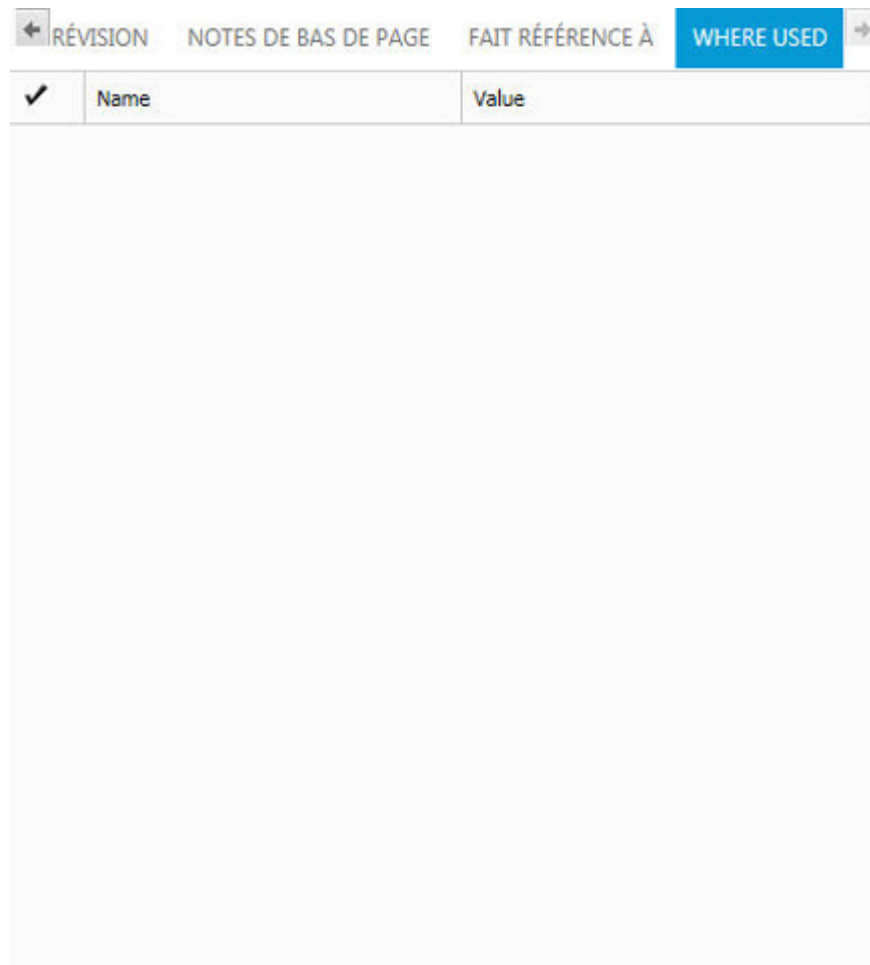 RÉVISION NOTES DE BAS DE PAGE FAIT RÉFÉRENCE À WHERE USED
Name Value